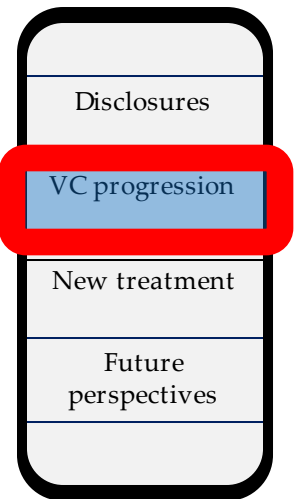 Disclosures
VC progression
New treatment
Future
perspectives